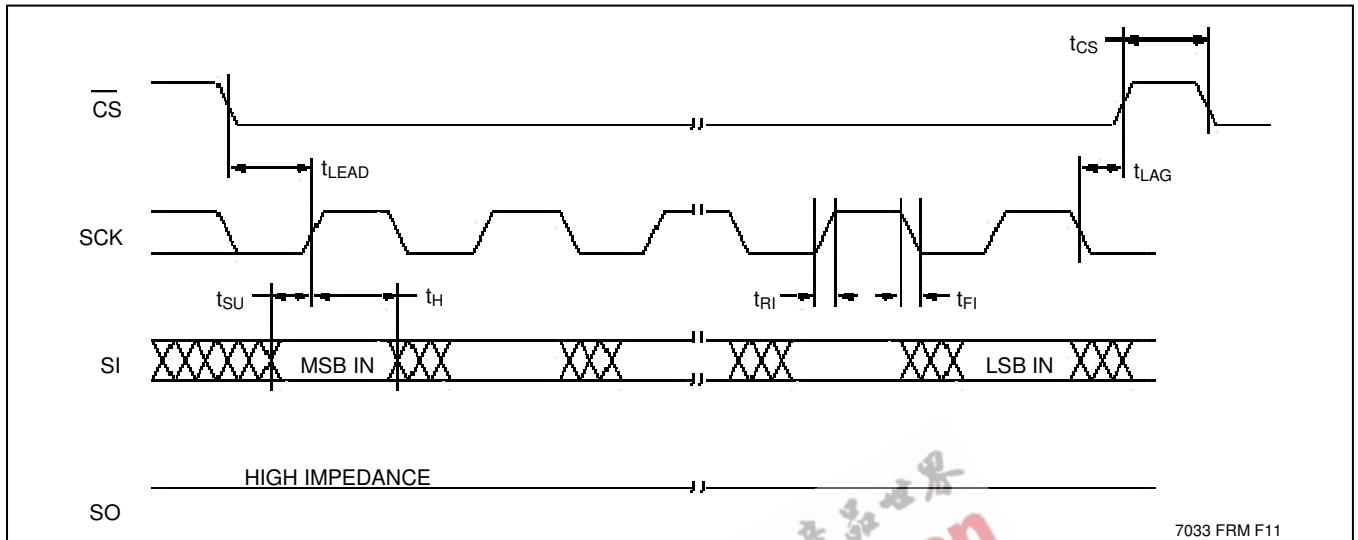 tCS
CS
tLEAD
tLAG
SCK
tSU
tH
tRI
tFI
SI
MSB IN
LSB IN
HIGH IMPEDANCE
SO
7033 FRM F11